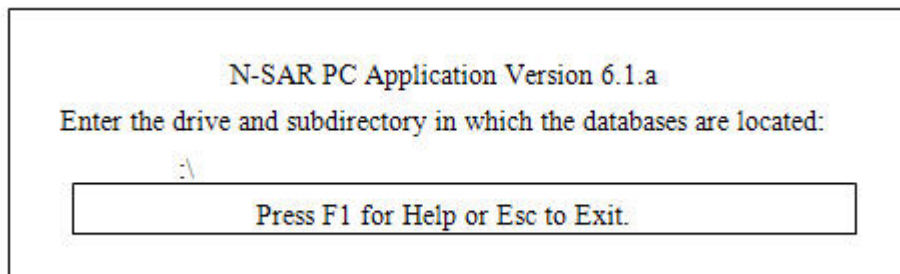 N-SAR PC Application Version 6.1.a
Enter the drive and subdirectory in which the databases are located:
:\
Press F1 for Help or Esc to Exit.